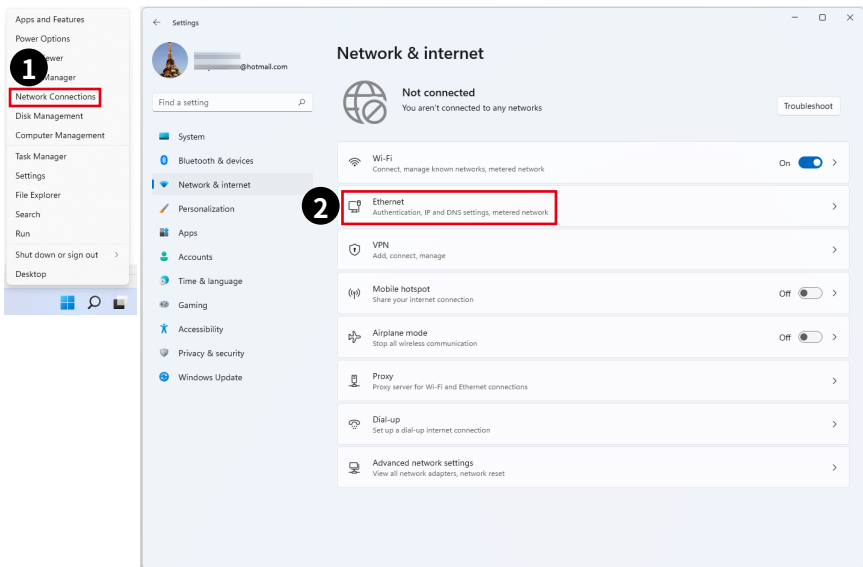 Apps and Features
Power Options
ewer
1
Manager
Network Connections
Disk Management
Computer Management
Task Manager
Settings
File Explorer
Search
Run
Shut down or sign out
Desktop
Settings
@hotmail.com
Find a setting
System
Bluetooth & devices
Network & internet
Personalization
Apps
Accounts
Time & language
Gaming
Accessibility
Privacy & security
Windows Update
Network & internet
Not connected
You aren't connected to any networks
Troubleshoot
Wi-Fi
Connect, manage known networks, metered network
On
2
Ethernet
Authentication, IP and DNS settings, metered network
VPN
Add, connect, manage
Mobile hotspot
Share your internet connection
Off
Airplane mode
Stop all wireless communication
Off
Proxy
Proxy server for Wi-Fi and Ethernet connections
Dial-up
Set up a dial-up internet connection
Advanced network settings
View all network adapters, network reset